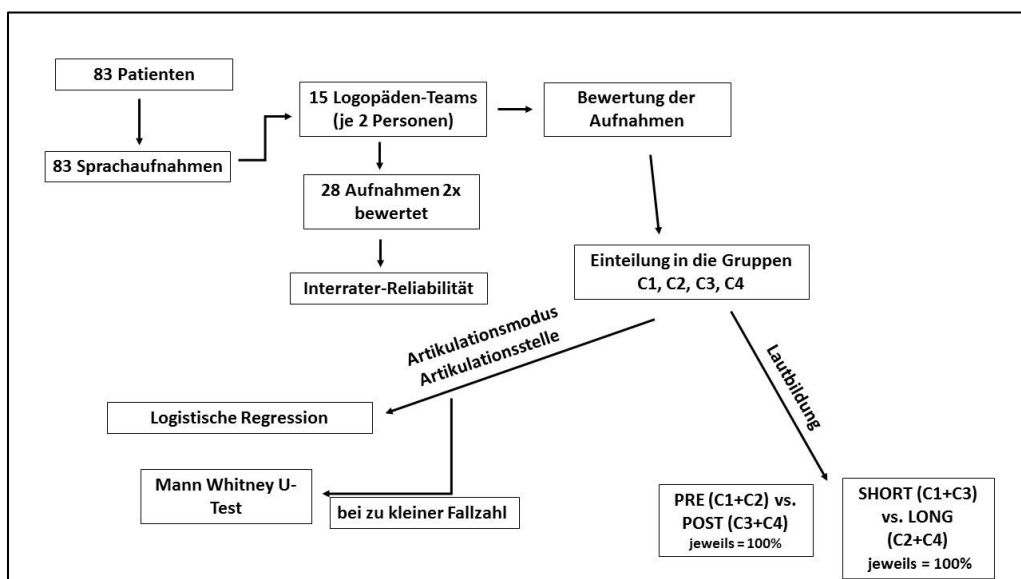 83 Patienten
83 Sprachaufnahmen
15 Logopäden-Teams
(je 2 Personen)
Bewertung der
Aufnahmen
28 Aufnahmen 2x
bewertet
Interrater-Reliabilität
Einteilung in die Gruppen
C1, C2, C3, C4
Artikulationsmodus
Artikulationsstelle
Lautbildung
Logistische Regression
Mann Whitney U-
Test
bei zu kleiner Fallzahl
PRE (C1+C2) vs.
POST (C3+C4)
jeweils = 100%
SHORT (C1+C3)
vs. LONG
(C2+C4)
jeweils = 100%